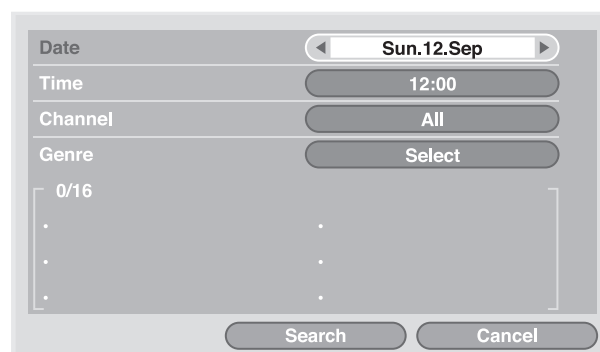 Date Sun.12.Sep
Time 12:00
Channel All
Genre Select
0/16
Search Cancel